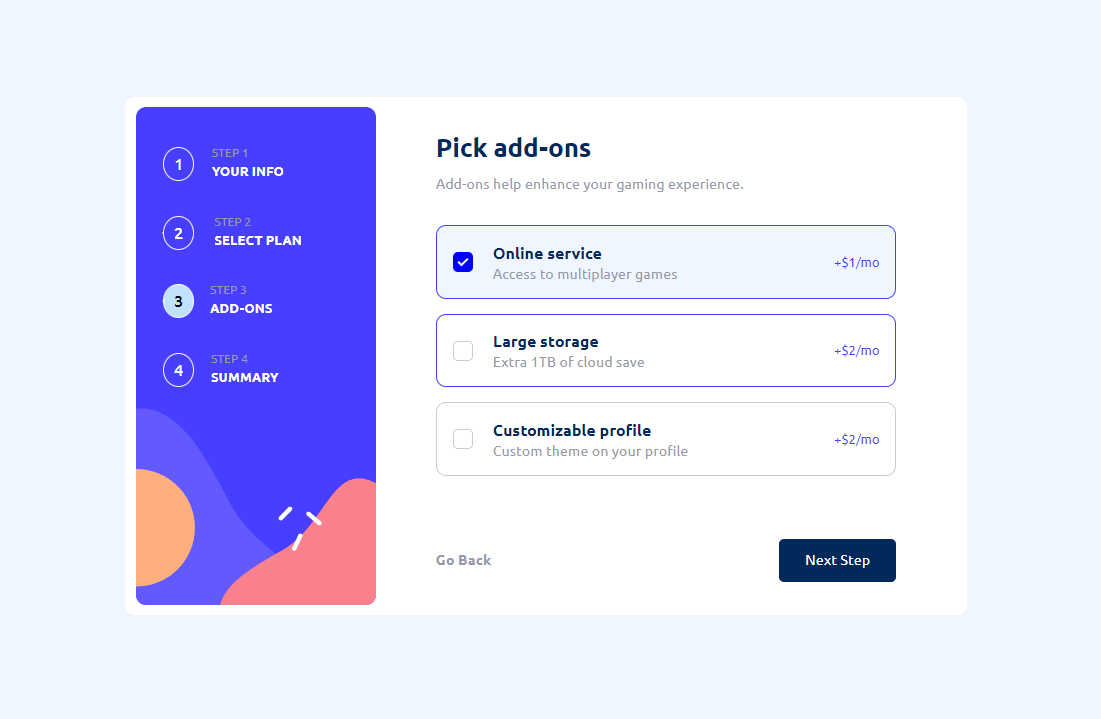 1
STEP 1
YOUR INFO
2
STEP 2
SELECT PLAN
3
STEP 3
ADD-ONS
4
STEP 4
SUMMARY
Pick add-ons
Add-ons help enhance your gaming experience.
Online service
Access to multiplayer games
+$1/mo
Large storage
Extra 1TB of cloud save
+$2/mo
Customizable profile
Custom theme on your profile
+$2/mo
Go Back
Next Step